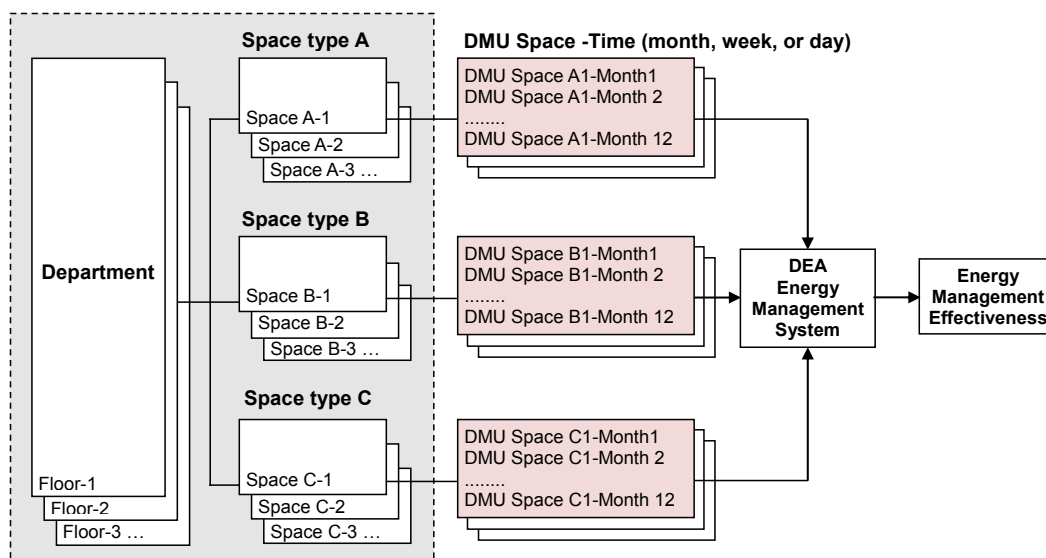 Space type A
DMU Space -Time (month, week, or day)
Space A-1
Space A-2
Space A-3 ...
DMU Space A1-Month1
DMU Space A1-Month 2
........
DMU Space A1-Month 12
Department
Floor-1
Floor-2
Floor-3 ...
Space type B
Space B-1
Space B-2
Space B-3 ...
DMU Space B1-Month1
DMU Space B1-Month 2
........
DMU Space B1-Month 12
DEA
Energy
Management
System
Energy
Management
Effectiveness
Space type C
Space C-1
Space C-2
Space C-3 ...
DMU Space C1-Month1
DMU Space C1-Month 2
........
DMU Space C1-Month 12